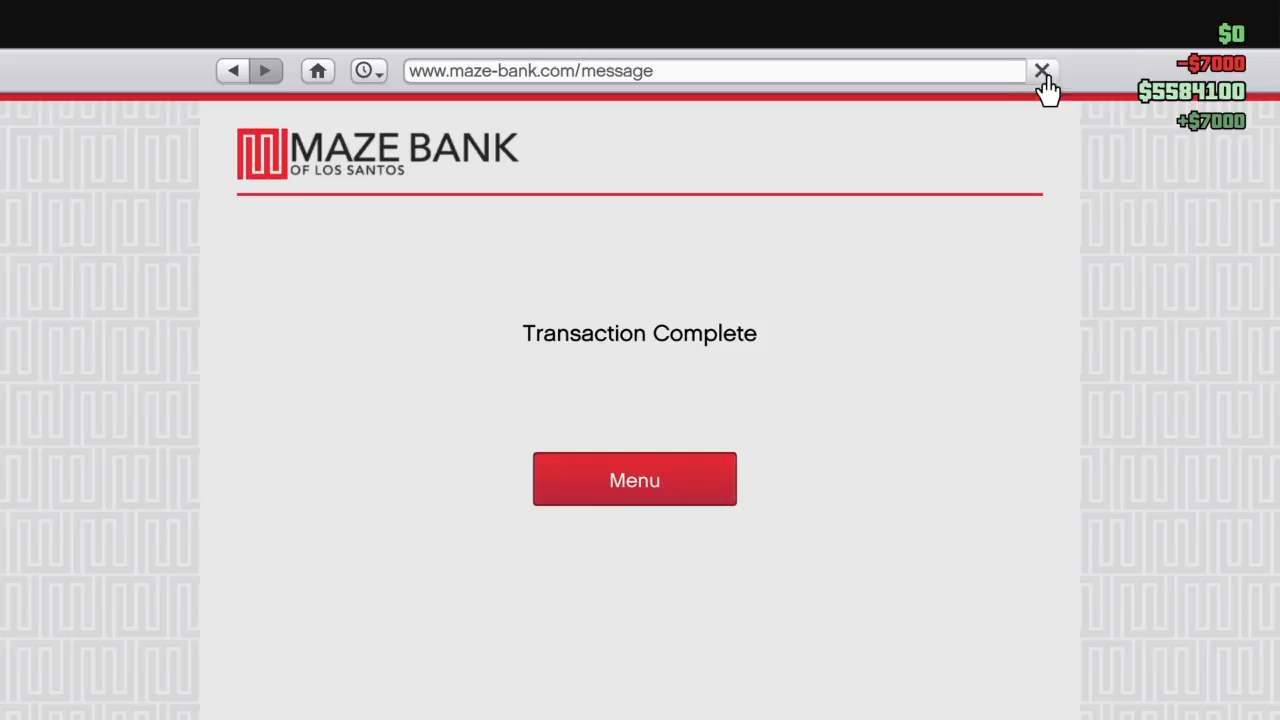 $0
www.maze-bank.com/message
-$7000
$5584100
+$7000
MAZE BANK
OF LOS SANTOS
Transaction Complete
Menu